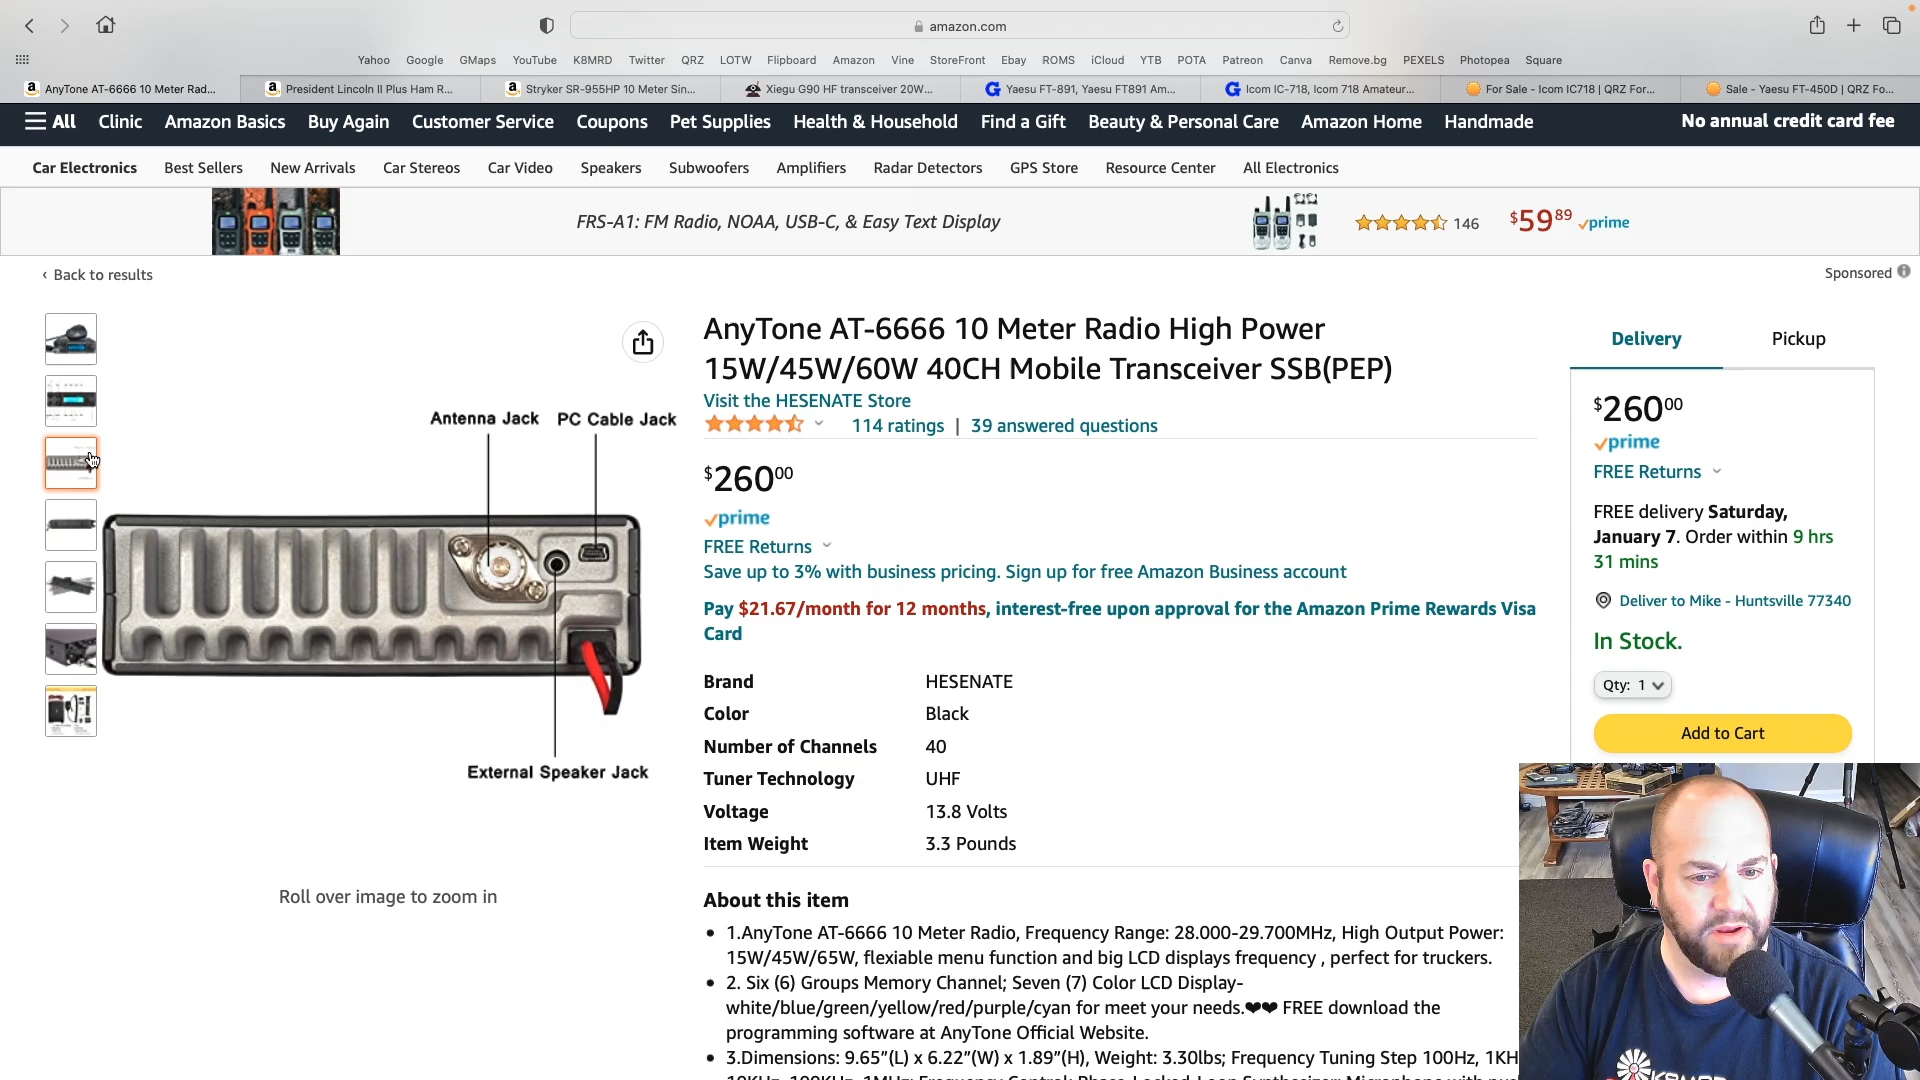 amazon.com
Yahoo Google GMaps YouTube K8MRD Twitter QRZ LOTW Flipboard Amazon Vine StoreFront Ebay ROMS iCloud YTB POTA Patreon Canva Remove.bg PEXELS Photopea Square
AnyTone AT-6666 10 Meter Rad... President Lincoln II Plus Ham R... Stryker SR-955HP 10 Meter Sin... Xiegu G90 HF transceiver 20W... Yaesu FT-891, Yaesu FT891 Am... Icom IC-718, Icom 718 Amateur... For Sale - Icom IC718 | QRZ For... Sale - Yaesu FT-450D | QRZ Fo...
All Clinic Amazon Basics Buy Again Customer Service Coupons Pet Supplies Health & Household Find a Gift Beauty & Personal Care Amazon Home Handmade No annual credit card fee
Car Electronics Best Sellers New Arrivals Car Stereos Car Video Speakers Subwoofers Amplifiers Radar Detectors GPS Store Resource Center All Electronics
FRS-A1: FM Radio, NOAA, USB-C, & Easy Text Display 146 $59 89 prime
‹ Back to results
Sponsored
AnyTone AT-6666 10 Meter Radio High Power
15W/45W/60W 40CH Mobile Transceiver SSB(PEP)
Visit the HESENATE Store
114 ratings | 39 answered questions
$260 00
prime
FREE Returns
Save up to 3% with business pricing. Sign up for free Amazon Business account
Pay $21.67/month for 12 months, interest-free upon approval for the Amazon Prime Rewards Visa
Card
Brand HESENATE
Color Black
Number of Channels 40
Tuner Technology UHF
Voltage 13.8 Volts
Item Weight 3.3 Pounds
About this item
• 1.AnyTone AT-6666 10 Meter Radio, Frequency Range: 28.000-29.700MHz, High Output Power:
15W/45W/65W, flexiable menu function and big LCD displays frequency , perfect for truckers.
• 2. Six (6) Groups Memory Channel; Seven (7) Color LCD Display-
white/blue/green/yellow/red/purple/cyan for meet your needs.❤❤ FREE download the
programming software at AnyTone Official Website.
• 3.Dimensions: 9.65”(L) x 6.22”(W) x 1.89”(H), Weight: 3.30lbs; Frequency Tuning Step 100Hz, 1KH
Antenna Jack PC Cable Jack
External Speaker Jack
Roll over image to zoom in
Delivery Pickup
$260 00
prime
FREE Returns
FREE delivery Saturday,
January 7. Order within 9 hrs
31 mins
Deliver to Mike - Huntsville 77340
In Stock.
Qty: 1
Add to Cart